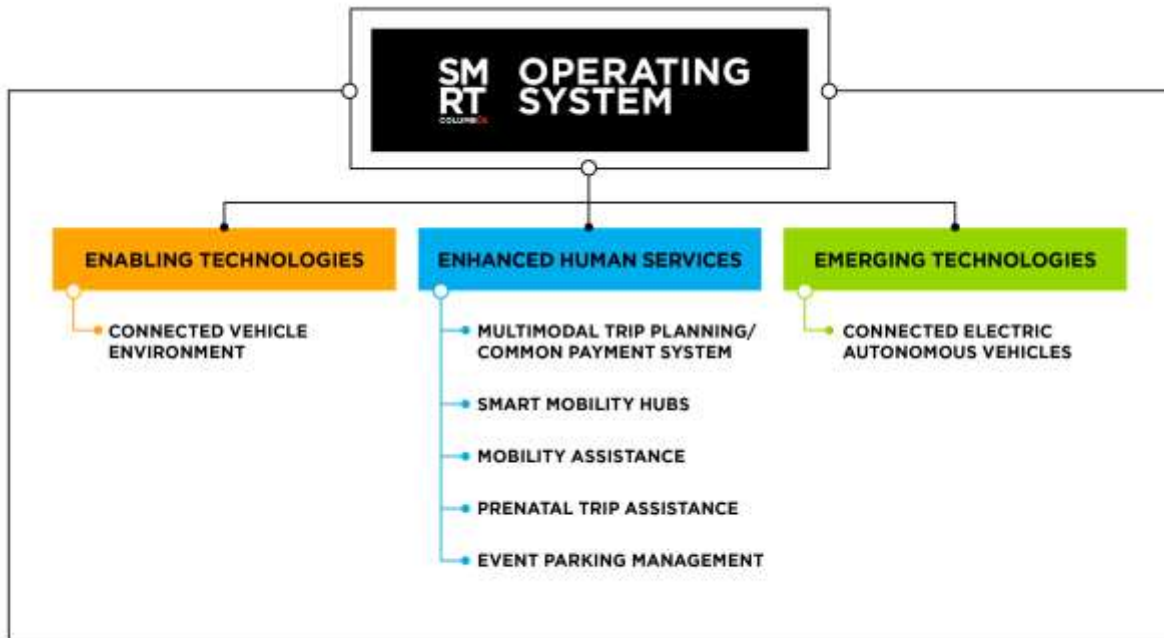 SM
RT
COLUMBUS
OPERATING
SYSTEM
ENABLING TECHNOLOGIES
CONNECTED VEHICLE
ENVIRONMENT
ENHANCED HUMAN SERVICES
MULTIMODAL TRIP PLANNING/
COMMON PAYMENT SYSTEM
SMART MOBILITY HUBS
MOBILITY ASSISTANCE
PRENATAL TRIP ASSISTANCE
EVENT PARKING MANAGEMENT
EMERGING TECHNOLOGIES
CONNECTED ELECTRIC
AUTONOMOUS VEHICLES